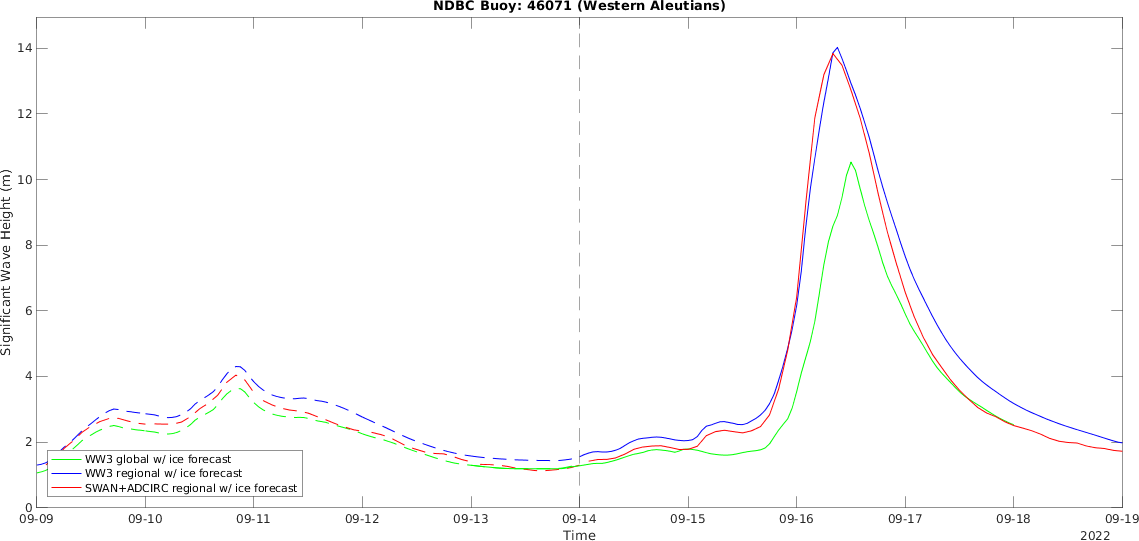 NDBC Buoy: 46071 (Western Aleutians)
14
12
10
8
6
4
2
0
Significant Wave Height (m)
WW3 global w/ ice forecast
WW3 regional w/ ice forecast
SWAN+ADCIRC regional w/ ice forecast
09-09 09-10 09-11 09-12 09-13 09-14 09-15 09-16 09-17 09-18 09-19
Time
2022